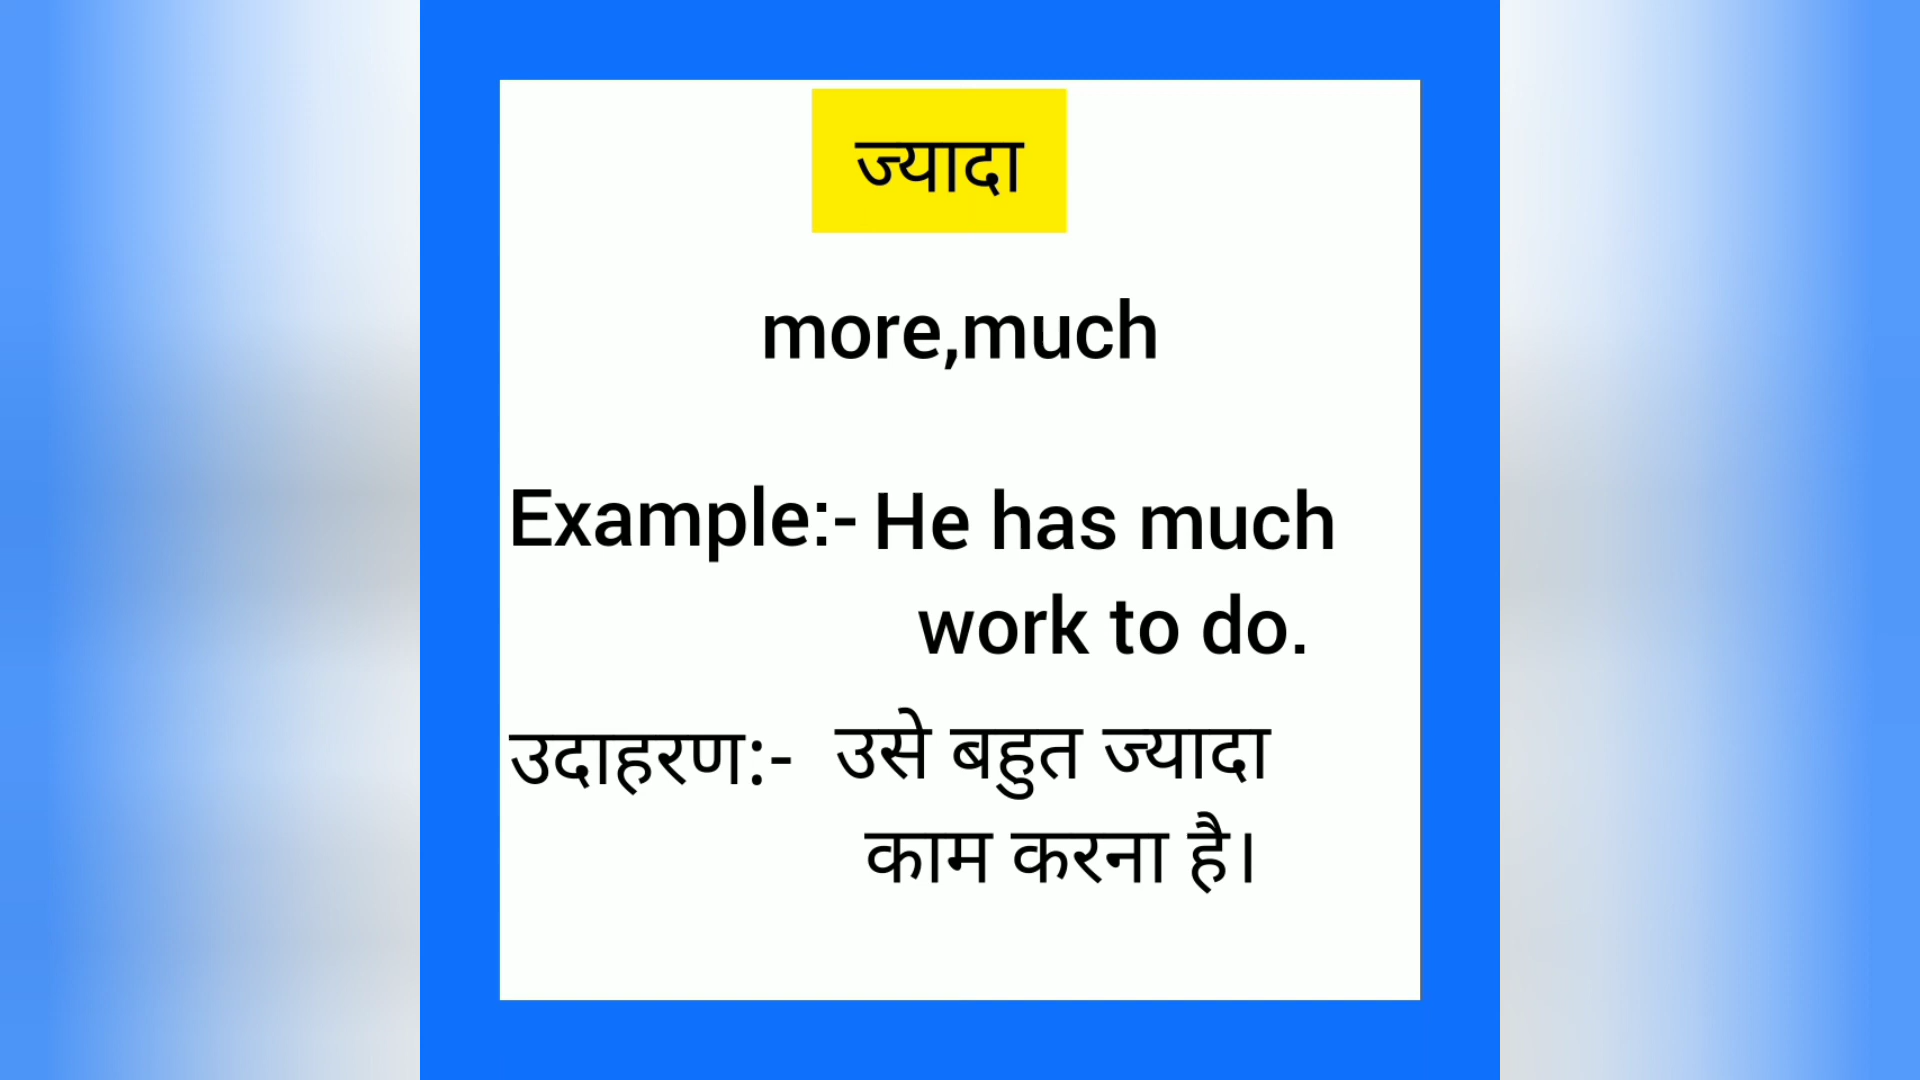 ज्यादा
more,much
Example:- He has much
work to do.
उदाहरण:- उसे बहुत ज्यादा
काम करना है।